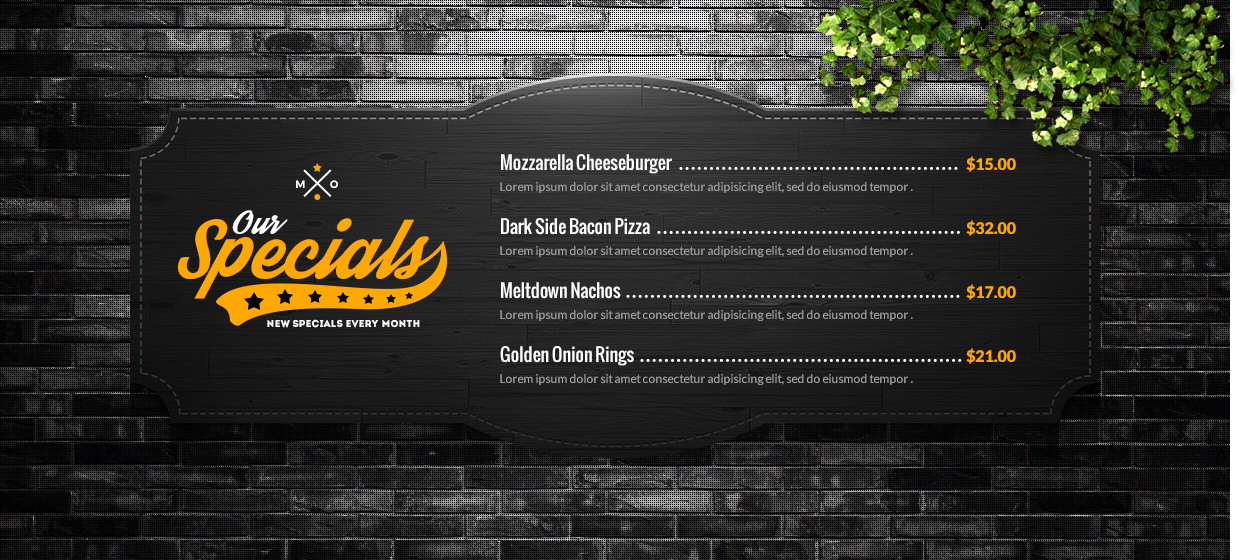 M O
Our
Specials
NEW SPECIALS EVERY MONTH
Mozzarella Cheeseburger ........................................................ $15.00
Lorem ipsum dolor sit amet consectetur adipisicing elit, sed do eiusmod tempor .
Dark Side Bacon Pizza ........................................................ $32.00
Lorem ipsum dolor sit amet consectetur adipisicing elit, sed do eiusmod tempor .
Meltdown Nachos ........................................................ $17.00
Lorem ipsum dolor sit amet consectetur adipisicing elit, sed do eiusmod tempor .
Golden Onion Rings ........................................................ $21.00
Lorem ipsum dolor sit amet consectetur adipisicing elit, sed do eiusmod tempor .